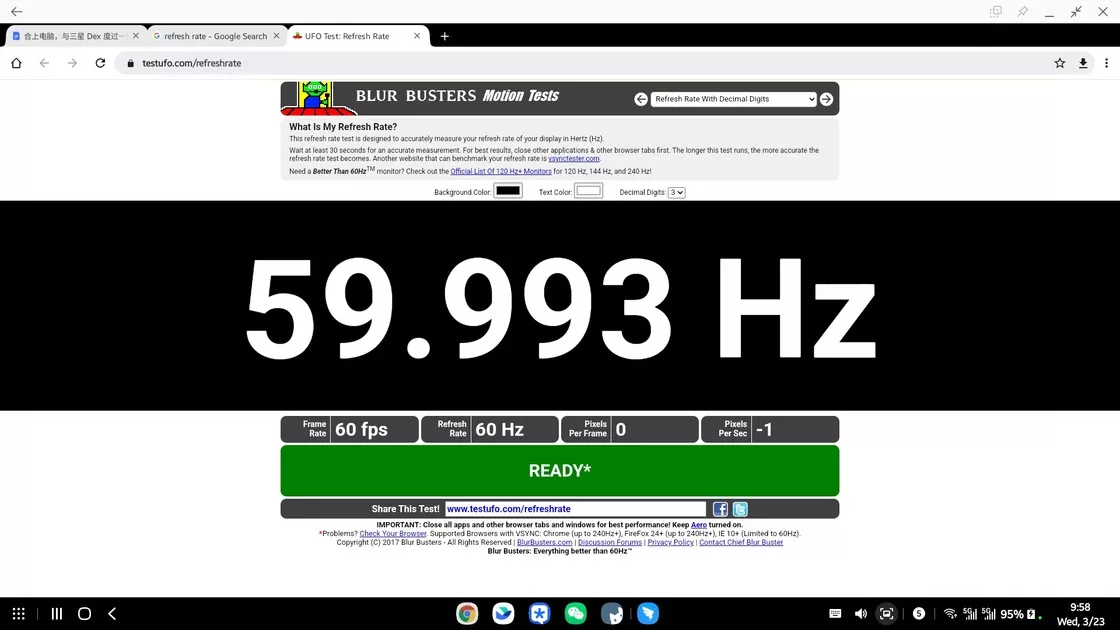 合上电脑，与三星 Dex 度过…
refresh rate - Google Search
UFO Test: Refresh Rate
testufo.com/refreshrate
BLUR BUSTERS Motion Tests
Refresh Rate With Decimal Digits
What Is My Refresh Rate?
This refresh rate test is designed to accurately measure your refresh rate of your display in Hertz (Hz).
Wait at least 30 seconds for an accurate measurement. For best results, close other applications & other browser tabs first. The longer this test runs, the more accurate the
refresh rate test becomes. Another website that can benchmark your refresh rate is vsynctester.com.
Need a Better Than 60Hz™ monitor? Check out the Official List Of 120 Hz+ Monitors for 120 Hz, 144 Hz, and 240 Hz!
Background Color:
Text Color:
Decimal Digits: 3
59.993 Hz
Frame Rate 60 fps
Refresh Rate 60 Hz
Pixels Per Frame 0
Pixels Per Sec -1
READY*
Share This Test! www.testufo.com/refreshrate
IMPORTANT: Close all apps and other browser tabs and windows for best performance! Keep Aero turned on.
*Problems? Check Your Browser. Supported Browsers with VSYNC: Chrome (up to 240Hz+), FireFox 24+ (up to 240Hz+), IE 10+ (Limited to 60Hz).
Copyright (C) 2017 Blur Busters - All Rights Reserved | BlurBusters.com | Discussion Forums | Privacy Policy | Contact Chief Blur Buster
Blur Busters: Everything better than 60Hz™
5
5G
5G
95%
9:58
Wed, 3/23